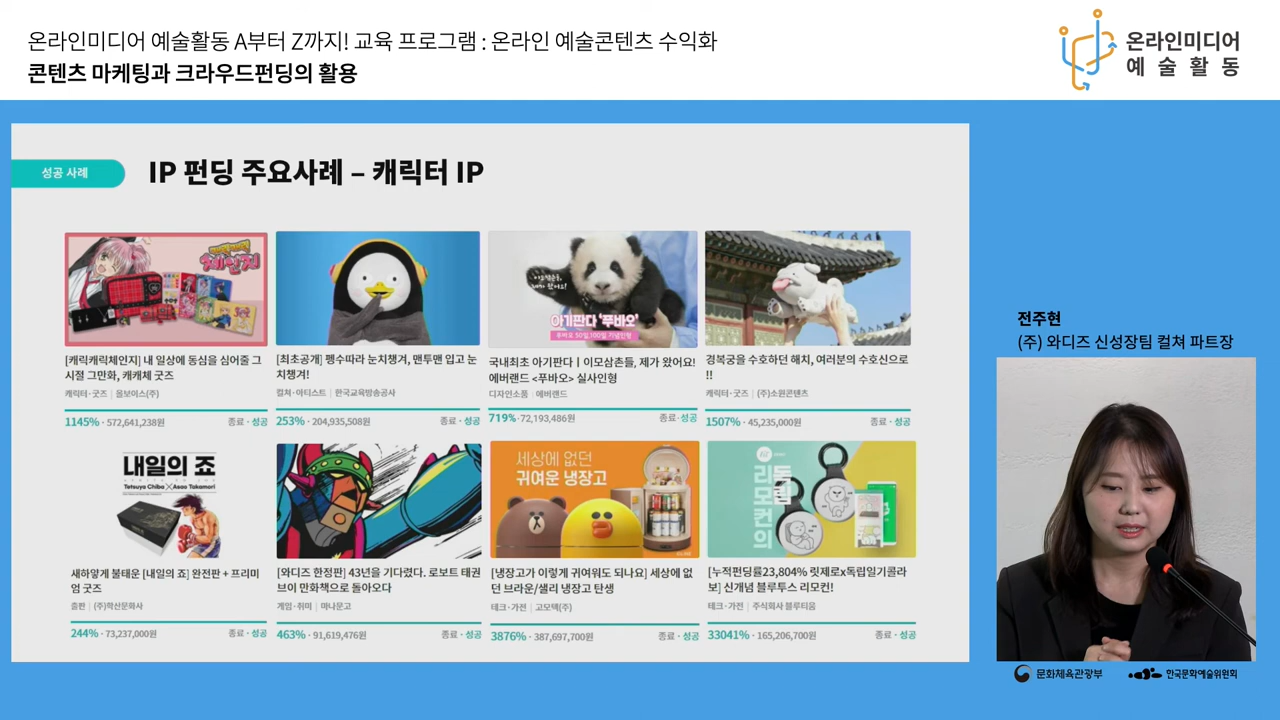 온라인미디어 예술활동 A부터 Z까지! 교육 프로그램 : 온라인 예술콘텐츠 수익화
콘텐츠 마케팅과 크라우드펀딩의 활용
온라인미디어
예 술 활 동
성공 사례
IP 펀딩 주요사례 – 캐릭터 IP
[캐릭캐릭체인지] 내 일상에 동심을 심어줄 그
시절 그만화, 캐캐체 굿즈
캐릭터·굿즈 | 올보이스(주)
1145% · 572,641,238원 종료 · 성공
[최초공개] 펭수따라 눈치챙겨, 맨투맨 입고 눈
치챙겨!
컬쳐·아티스트 | 한국교육방송공사
253% · 204,935,508원 종료 · 성공
아기판다 '푸바오'
푸바오 50일 100일 기념인형
국내최초 아기판다ㅣ이모삼촌들, 제가 왔어요!
에버랜드 <푸바오> 실사인형
디자인소품 | 에버랜드
719% · 72,193,486원 종료·성공
경복궁을 수호하던 해치, 여러분의 수호신으로
!!
캐릭터·굿즈 | (주)소원콘텐츠
1507% · 45,235,000원 종료 · 성공
내일의 죠
Tetsuya Chiba X Asao Takamori
새하얗게 불태운 [내일의 죠] 완전판 + 프리미
엄 굿즈
출판 | (주)학산문화사
244% · 73,237,000원 종료 · 성공
[와디즈 한정판] 43년을 기다렸다. 로보트 태권
브이 만화책으로 돌아오다
게임·취미 | 마나문고
463% · 91,619,476원 종료 · 성공
세상에 없던
귀여운 냉장고
[냉장고가 이렇게 귀여워도 되나요] 세상에 없
던 브라운/샐리 냉장고 탄생
테크·가전 | 고모텍(주)
3876% · 387,697,700원 종료 · 성공
리모컨의
독립
[누적펀딩률23,804% 릿제로x독립일기콜라
보] 신개념 블루투스 리모컨!
테크·가전 | 주식회사 블루티움
33041% · 165,206,700원 종료 · 성공
전주현
(주) 와디즈 신성장팀 컬쳐 파트장
문화체육관광부
한국문화예술위원회